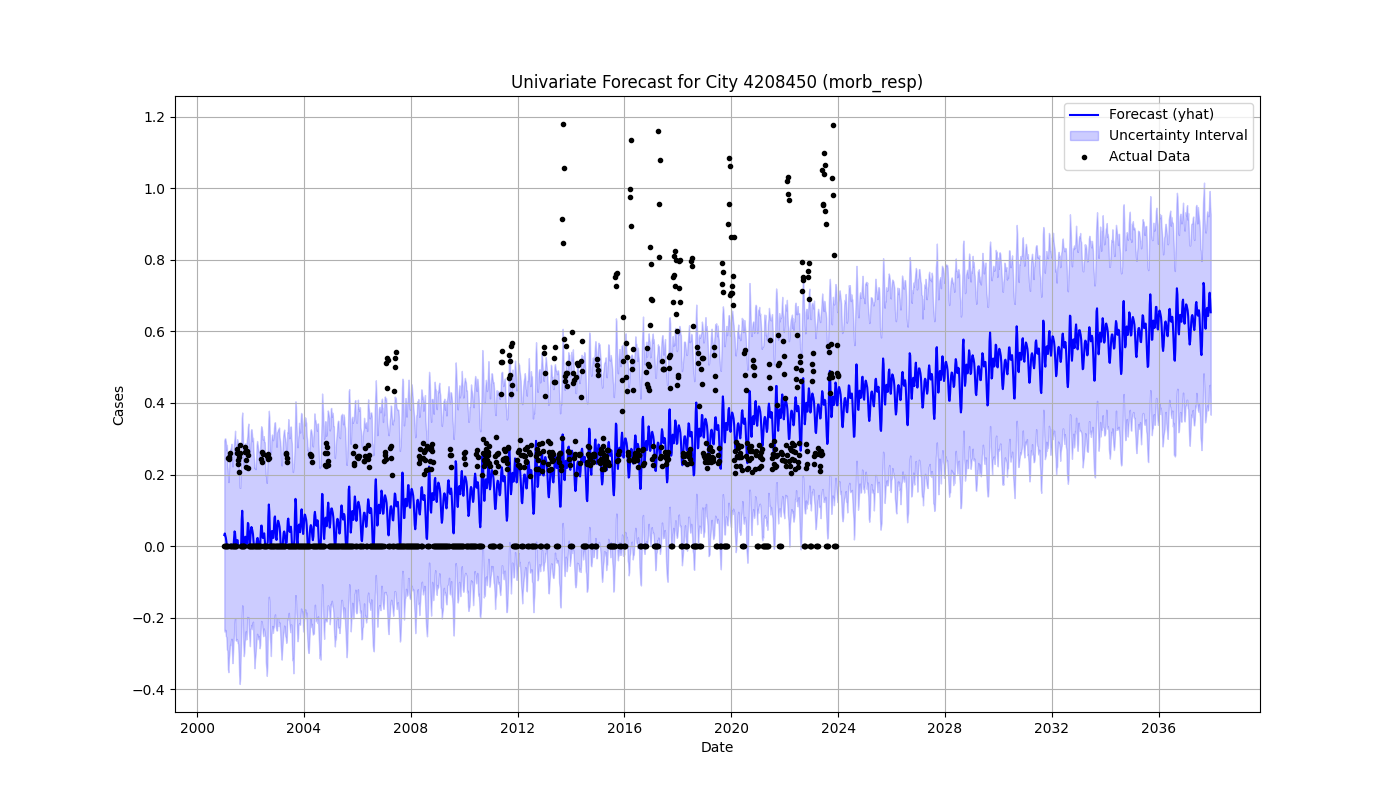 Univariate Forecast for City 4208450 (morb_resp)
Forecast (yhat)
Uncertainty Interval
Actual Data
Cases
1.2
1.0
0.8
0.6
0.4
0.2
0.0
−0.2
−0.4
2000 2004 2008 2012 2016 2020 2024 2028 2032 2036
Date